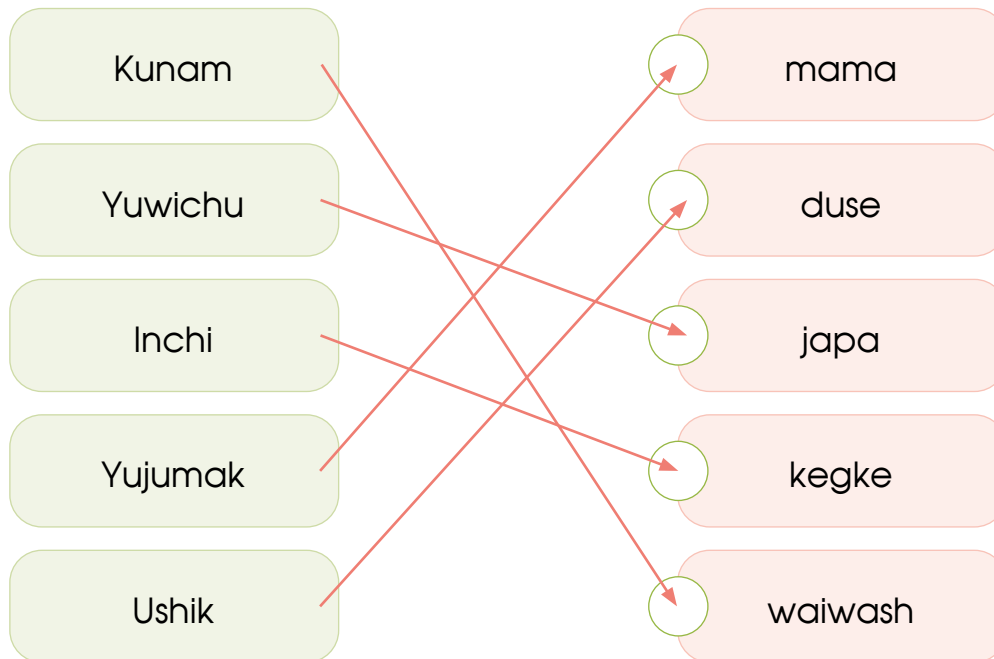 Kunam
mama
Yuwichu
duse
Inchi
japa
Yujumak
kegke
Ushik
waiwash